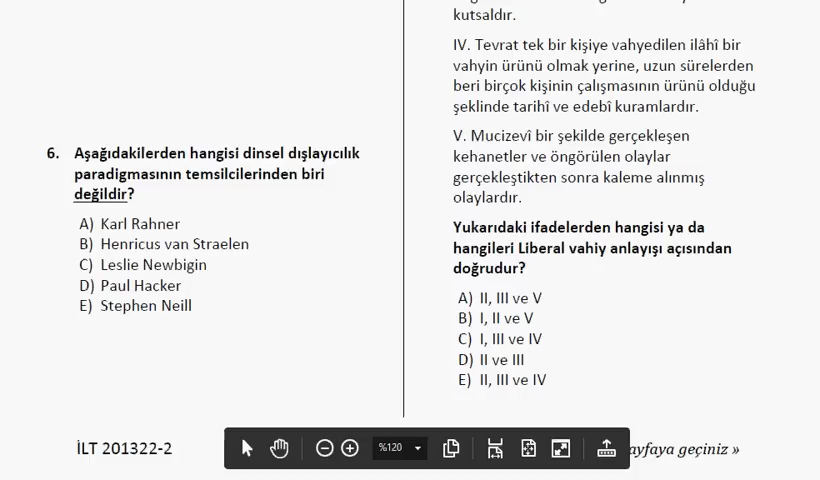 6. Aşağıdakilerden hangisi dinsel dışlayıcılık
paradigmasının temsilcilerinden biri
değildir?
A) Karl Rahner
B) Henricus van Straelen
C) Leslie Newbigin
D) Paul Hacker
E) Stephen Neill
kutsaldır.
IV. Tevrat tek bir kişiye vahyedilen ilâhî bir
vahyin ürünü olmak yerine, uzun sürelerden
beri birçok kişinin çalışmasının ürünü olduğu
şeklinde tarihî ve edebî kuramlardır.
V. Mucizevî bir şekilde gerçekleşen
kehanetler ve öngörülen olaylar
gerçekleştikten sonra kaleme alınmış
olaylardır.
Yukarıdaki ifadelerden hangisi ya da
hangileri Liberal vahiy anlayışı açısından
doğrudur?
A) II, III ve V
B) I, II ve V
C) I, III ve IV
D) II ve III
E) II, III ve IV
İLT 201322-2
%120
ayfaya geçiniz »